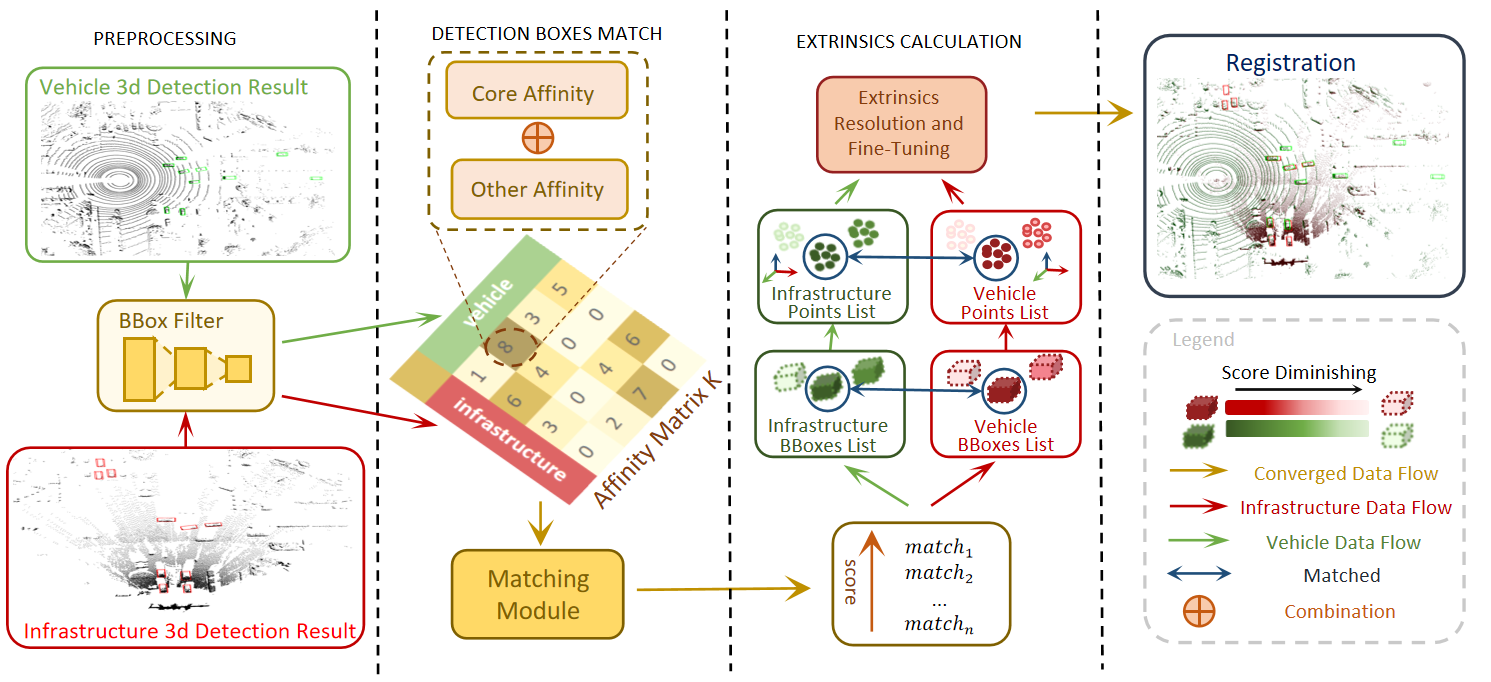 PREPROCESSING
Vehicle 3d Detection Result
BBox Filter
Infrastructure 3d Detection Result
DETECTION BOXES MATCH
Core Affinity
Other Affinity
Vehicle
infrastructure
1 8 3 5
6 4 0 0
3 0 4 6
0 2 7 0
Affinity Matrix K
Matching
Module
EXTRINSICS CALCULATION
Extrinsics
Resolution and
Fine-Tuning
Infrastructure
Points List
Vehicle
Points List
Infrastructure
BBoxes List
Vehicle
BBoxes List
score
match₁
match₂
...
matchₙ
Registration
Legend
Score Diminishing
Converged Data Flow
Infrastructure Data Flow
Vehicle Data Flow
Matched
Combination